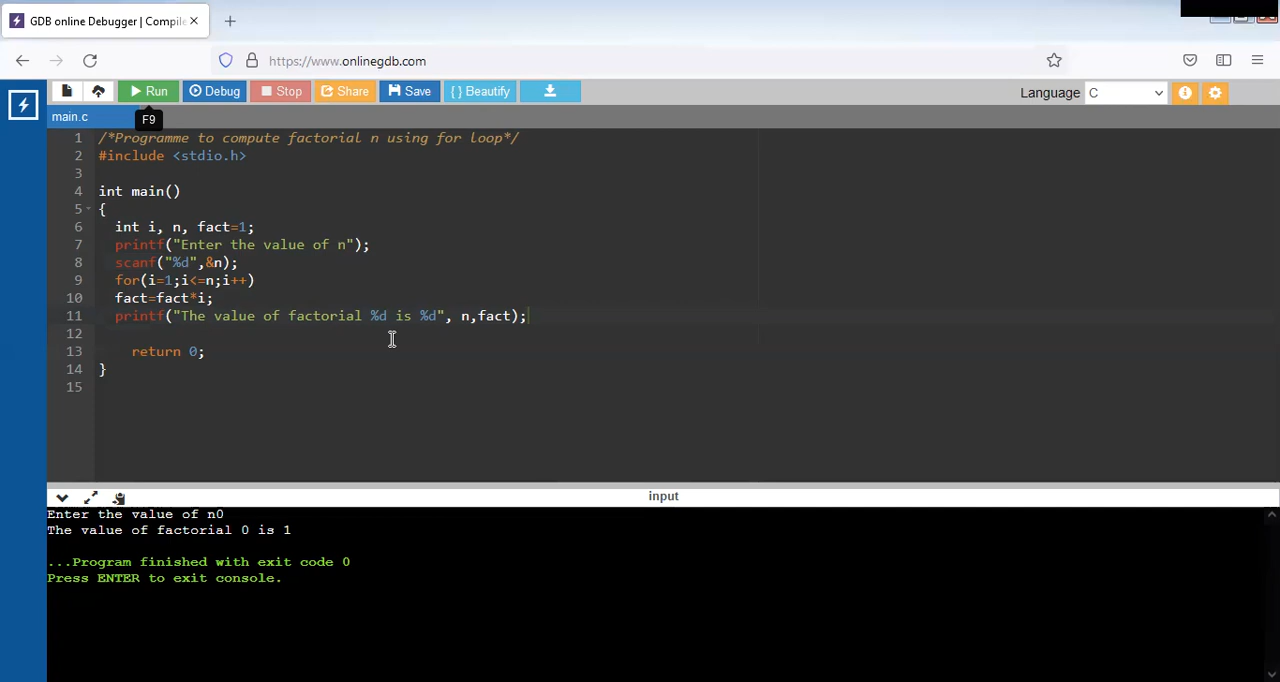 GDB online Debugger | Compile
https://www.onlinegdb.com
Run Debug Stop Share Save { } Beautify Language C
main.c F9
1 /*Programme to compute factorial n using for loop*/
2 #include <stdio.h>
3
4 int main()
5 {
6 int i, n, fact=1;
7 printf("Enter the value of n");
8 scanf("%d",&n);
9 for(i=1;i<=n;i++)
10 fact=fact*i;
11 printf("The value of factorial %d is %d", n,fact);
12
13 return 0;
14 }
15
input
Enter the value of n0
The value of factorial 0 is 1
...Program finished with exit code 0
Press ENTER to exit console.